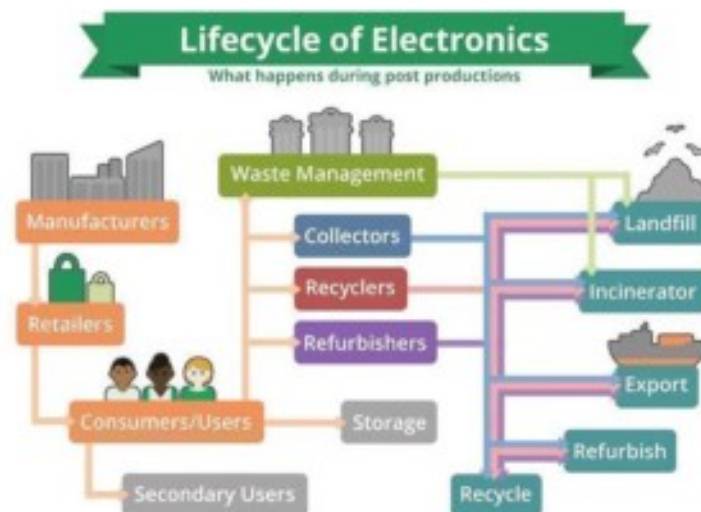 Lifecycle of Electronics
What happens during post productions
Manufacturers
Retailers
Consumers/Users
Secondary Users
Storage
Waste Management
Collectors
Recyclers
Refurbishers
Landfill
Incinerator
Export
Refurbish
Recycle